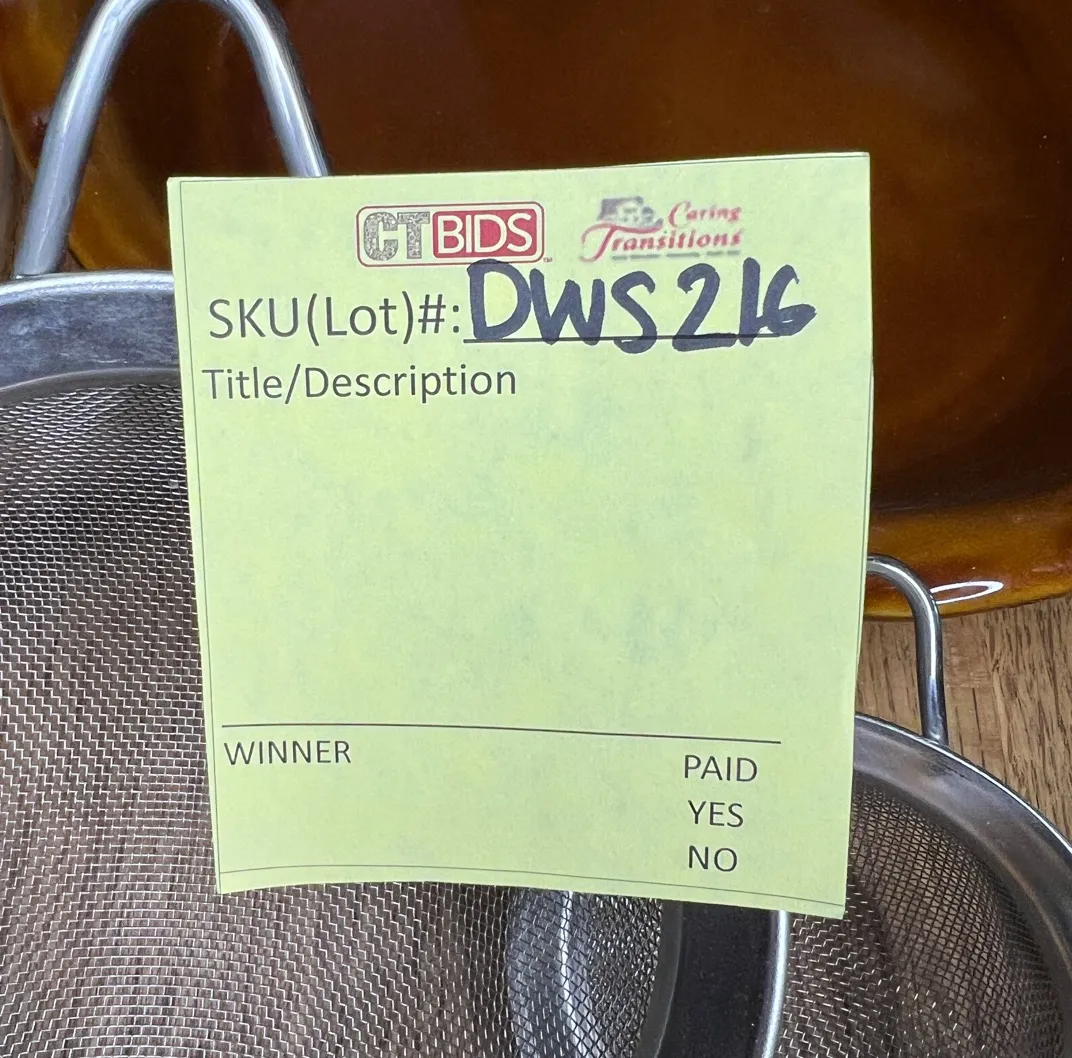 CTBIDS
Caring
Transitions
SKU(Lot)#: DWS216
Title/Description
WINNER
PAID
YES
NO